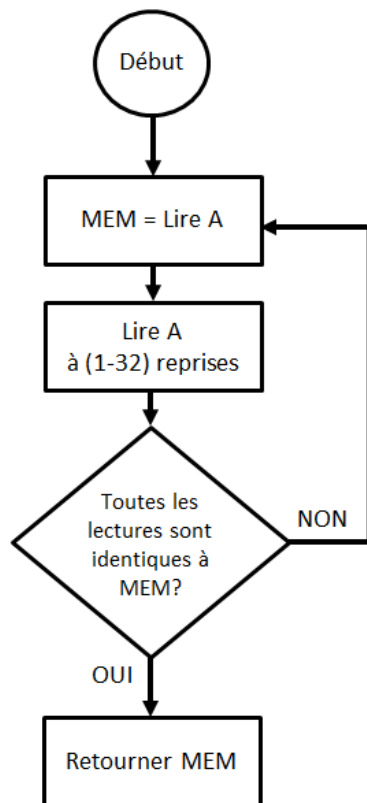 Début
MEM = Lire A
Lire A
à (1-32) reprises
Toutes les
lectures sont
identiques à
MEM?
NON
OUI
Retourner MEM